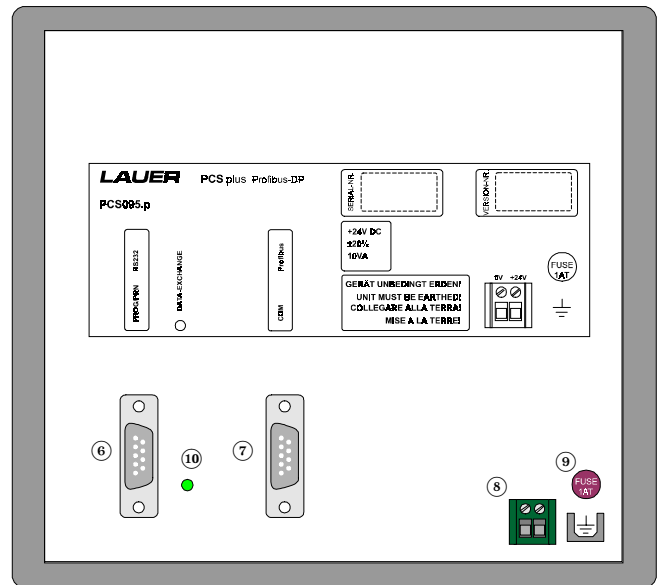 LAUER PCS plus Profibus-DP
PCS095.p
SERIAL-NR.
VERSION-NR.
+24V DC
±20%
10VA
PROG/PRN RS232
DATA-EXCHANGE
COM Profibus
GERÄT UNBEDINGT ERDEN!
UNIT MUST BE EARTHED!
COLLEGARE ALLA TERRA!
MISE A LA TERRE!
0V +24V
FUSE
1AT
6
10
7
8
9
FUSE
1AT